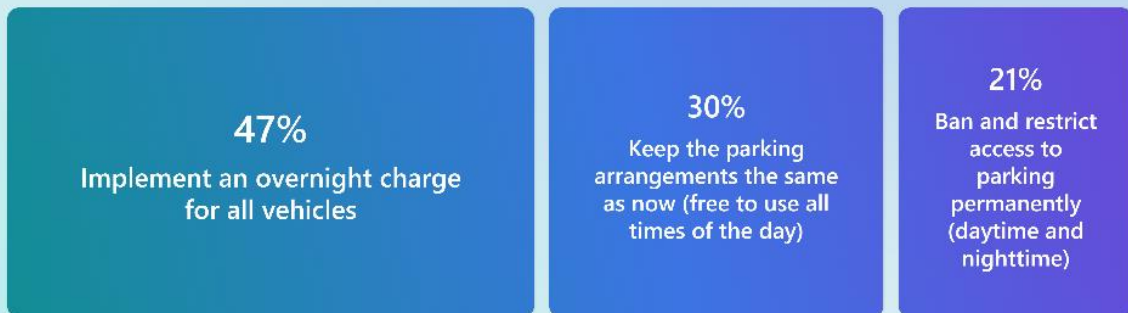 47%
Implement an overnight charge
for all vehicles
30%
Keep the parking
arrangements the same
as now (free to use all
times of the day)
21%
Ban and restrict
access to
parking
permanently
(daytime and
nighttime)